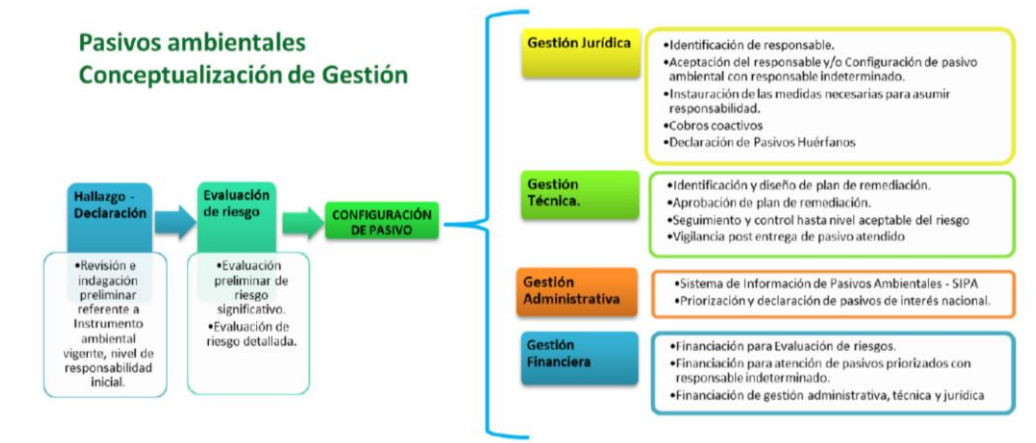 Pasivos ambientales
Conceptualización de Gestión
Hallazgo -
Declaración
•Revisión e
indagación
preliminar
referente a
Instrumento
ambiental
vigente, nivel de
responsabilidad
inicial.
Evaluación
de riesgo
•Evaluación
preliminar de
riesgo
significativo.
•Evaluación de
riesgo detallada.
CONFIGURACIÓN
DE PASIVO
Gestión Jurídica
•Identificación de responsable.
•Aceptación del responsable y/o Configuración de pasivo
ambiental con responsable indeterminado.
•Instauración de las medidas necesarias para asumir
responsabilidad.
•Cobros coactivos
•Declaración de Pasivos Huérfanos
Gestión
Técnica.
•Identificación y diseño de plan de remediación.
•Aprobación de plan de remediación.
•Seguimiento y control hasta nivel aceptable del riesgo
•Vigilancia post entrega de pasivo atendido
Gestión
Administrativa
•Sistema de Información de Pasivos Ambientales - SIPA
•Priorización y declaración de pasivos de interés nacional.
Gestión
Financiera
•Financiación para Evaluación de riesgos.
•Financiación para atención de pasivos priorizados con
responsable indeterminado.
•Financiación de gestión administrativa, técnica y jurídica